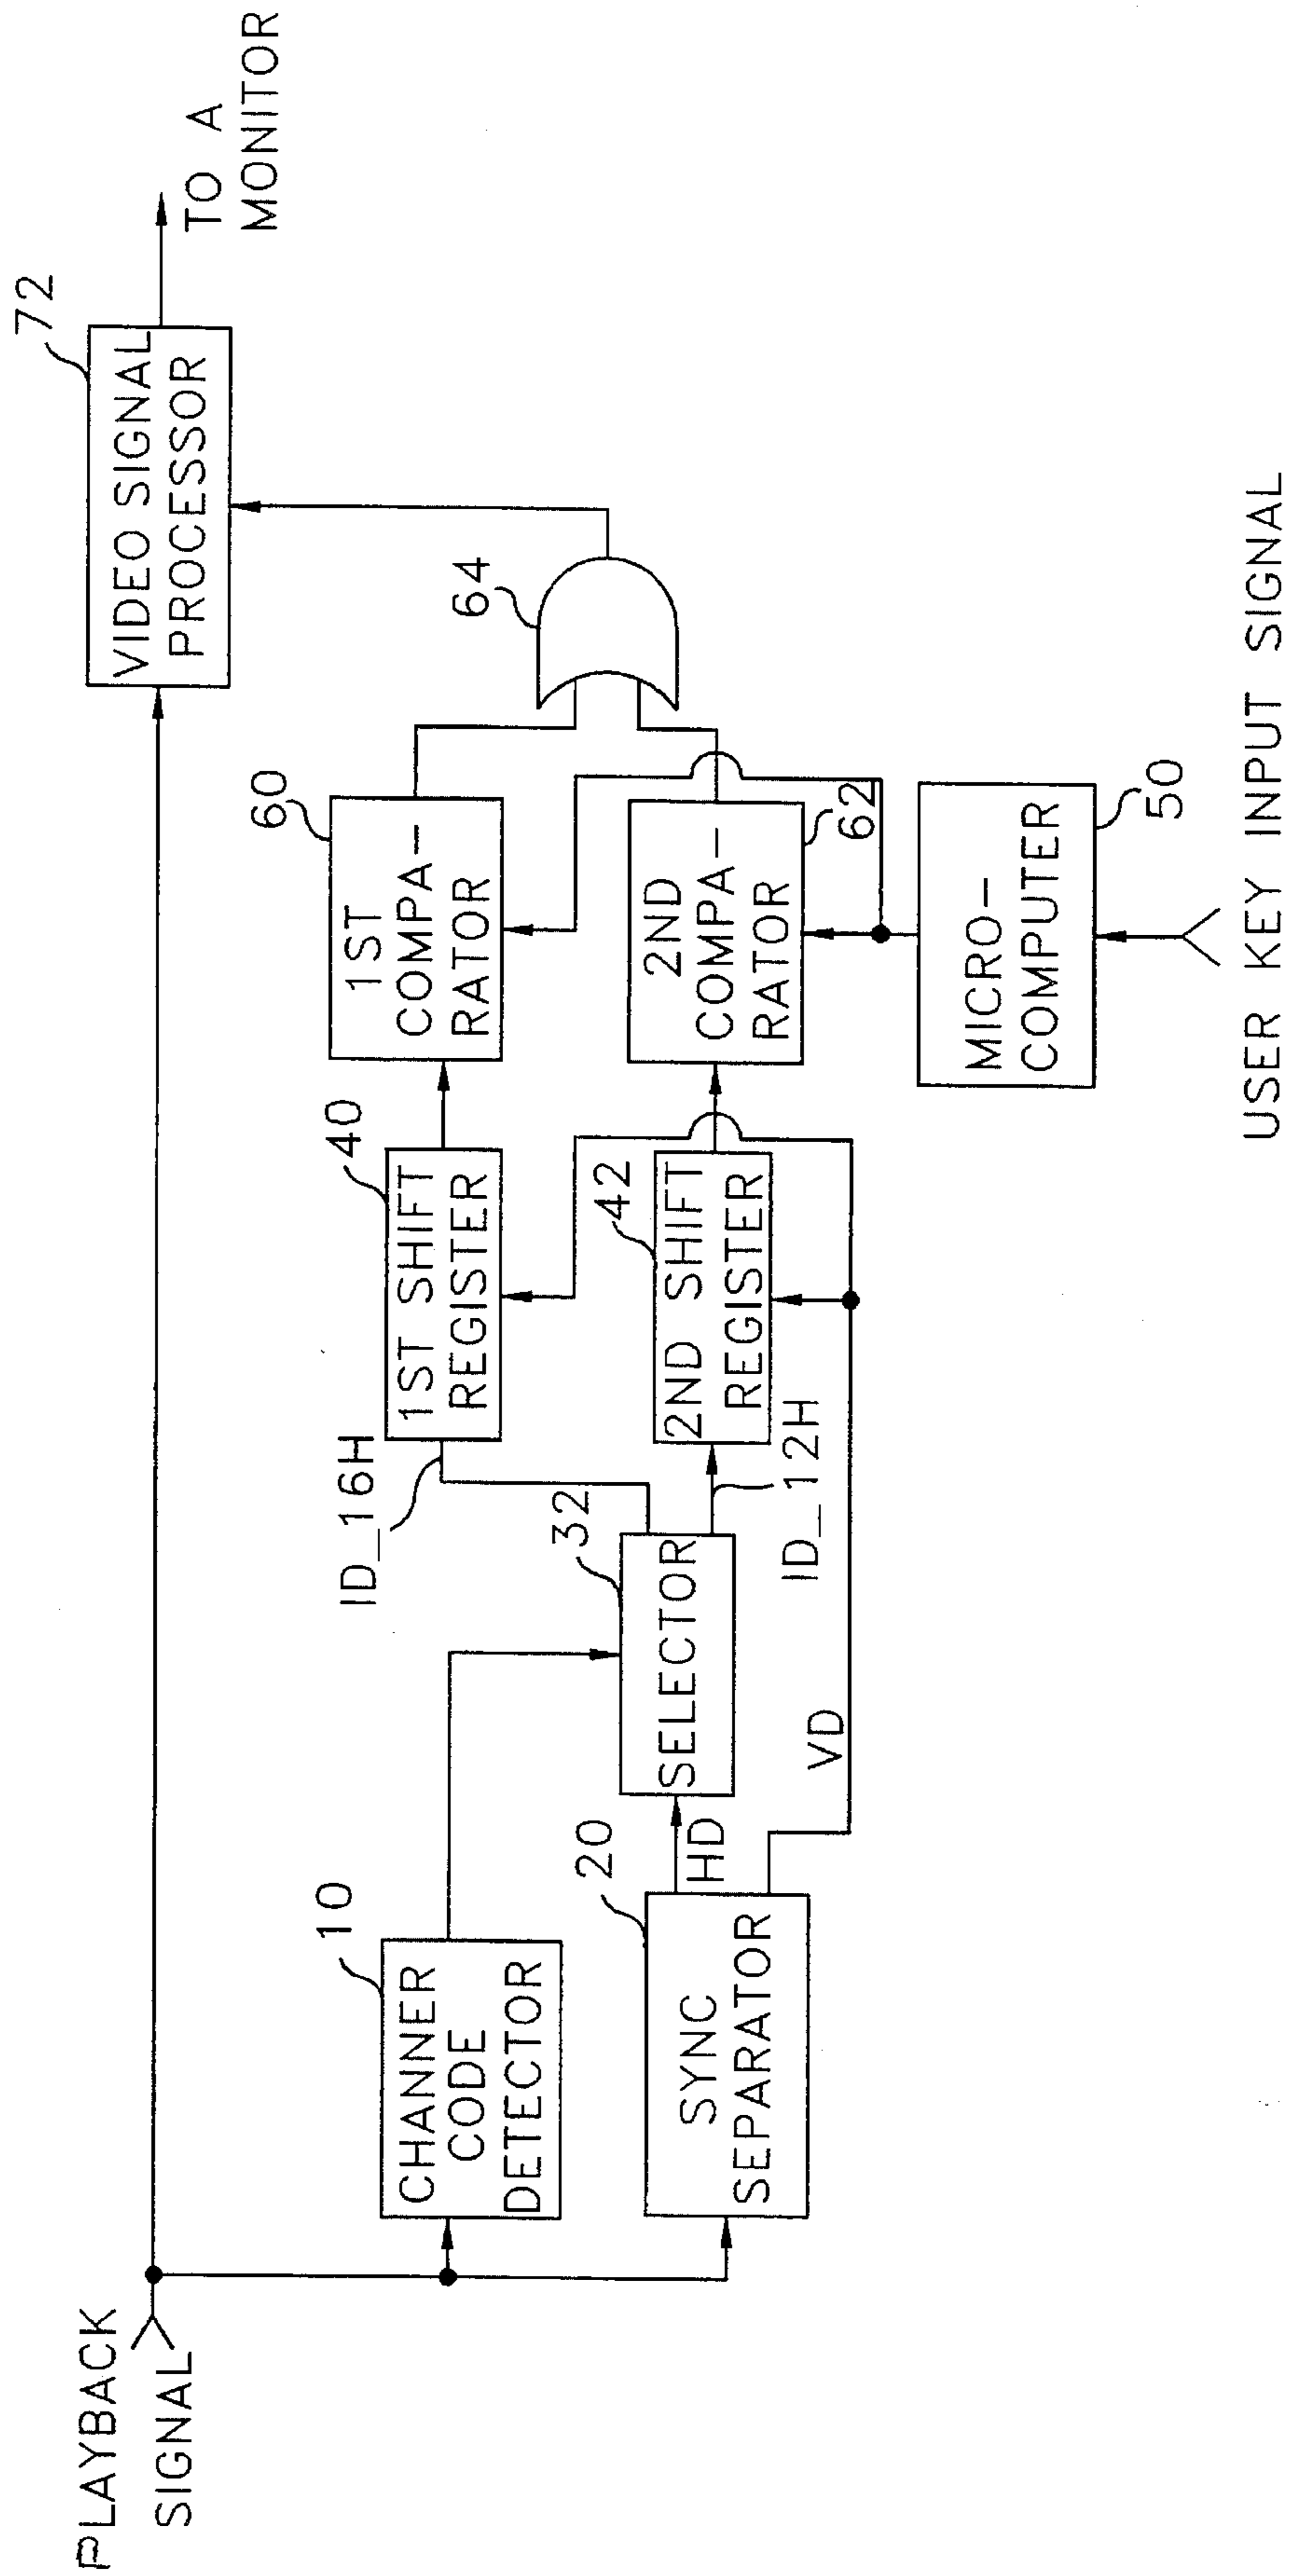 PLAYBACK
SIGNAL
VIDEO SIGNAL
PROCESSOR
72
TO A
MONITOR
CHANNER
CODE
DETECTOR
10
SYNC
SEPARATOR
20
HD
VD
SELECTOR
32
ID_16H
ID_12H
1ST SHIFT
REGISTER
40
2ND SHIFT
REGISTER
42
1ST
COMPA-
RATOR
60
2ND
COMPA-
RATOR
62
64
MICRO-
COMPUTER
50
USER KEY INPUT SIGNAL